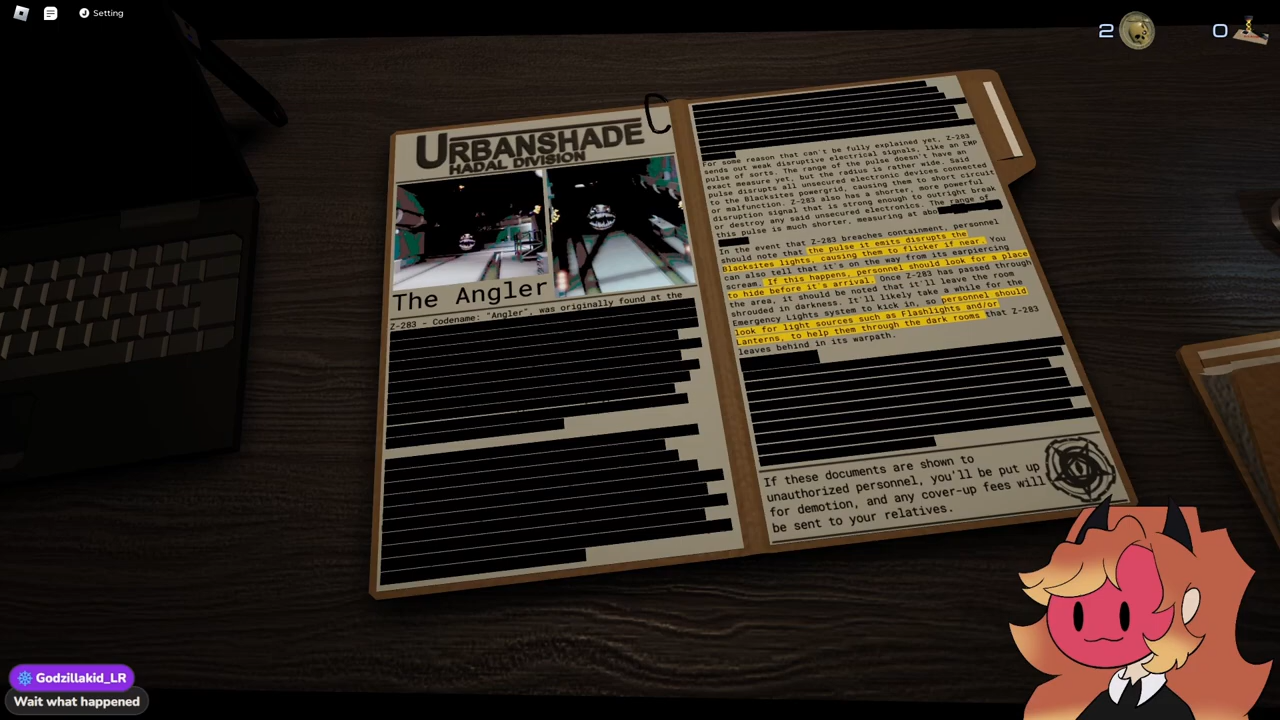 Setting
2
0
URBANSHADE
HADAL DIVISION
The Angler
Z-283 - Codename: "Angler", was originally found at the
For some reason that can't be fully explained yet, Z-283
sends out weak disruptive electrical signals, like an EMP
pulse of sorts. The range of the pulse doesn't have an
exact measure yet, but the radius is rather wide. Said
pulse disrupts all unsecured electronic devices connected
to the Blacksites powergrid, causing them to short circuit
or malfunction. Z-283 also has a shorter, more powerful
disruption signal that is strong enough to outright break
or destroy any said unsecured electronics. The range of
this pulse is much shorter, measuring at abo
In the event that Z-283 breaches containment, personnel
should note that the pulse it emits disrupts the
Blacksites lights, causing them to flicker if near. You
can also tell that it's on the way from its earpiercing
scream. If this happens, personnel should look for a place
to hide before it's arrival. Once Z-283 has passed through
the area, it should be noted that it'll leave the room
shrouded in darkness. It'll likely take a while for the
Emergency Lights system to kick in, so personnel should
look for light sources such as Flashlights and/or
Lanterns, to help them through the dark rooms that Z-283
leaves behind in its warpath.
If these documents are shown to
unauthorized personnel, you'll be put up
for demotion, and any cover-up fees will
be sent to your relatives.
Godzillakid_LR
Wait what happened